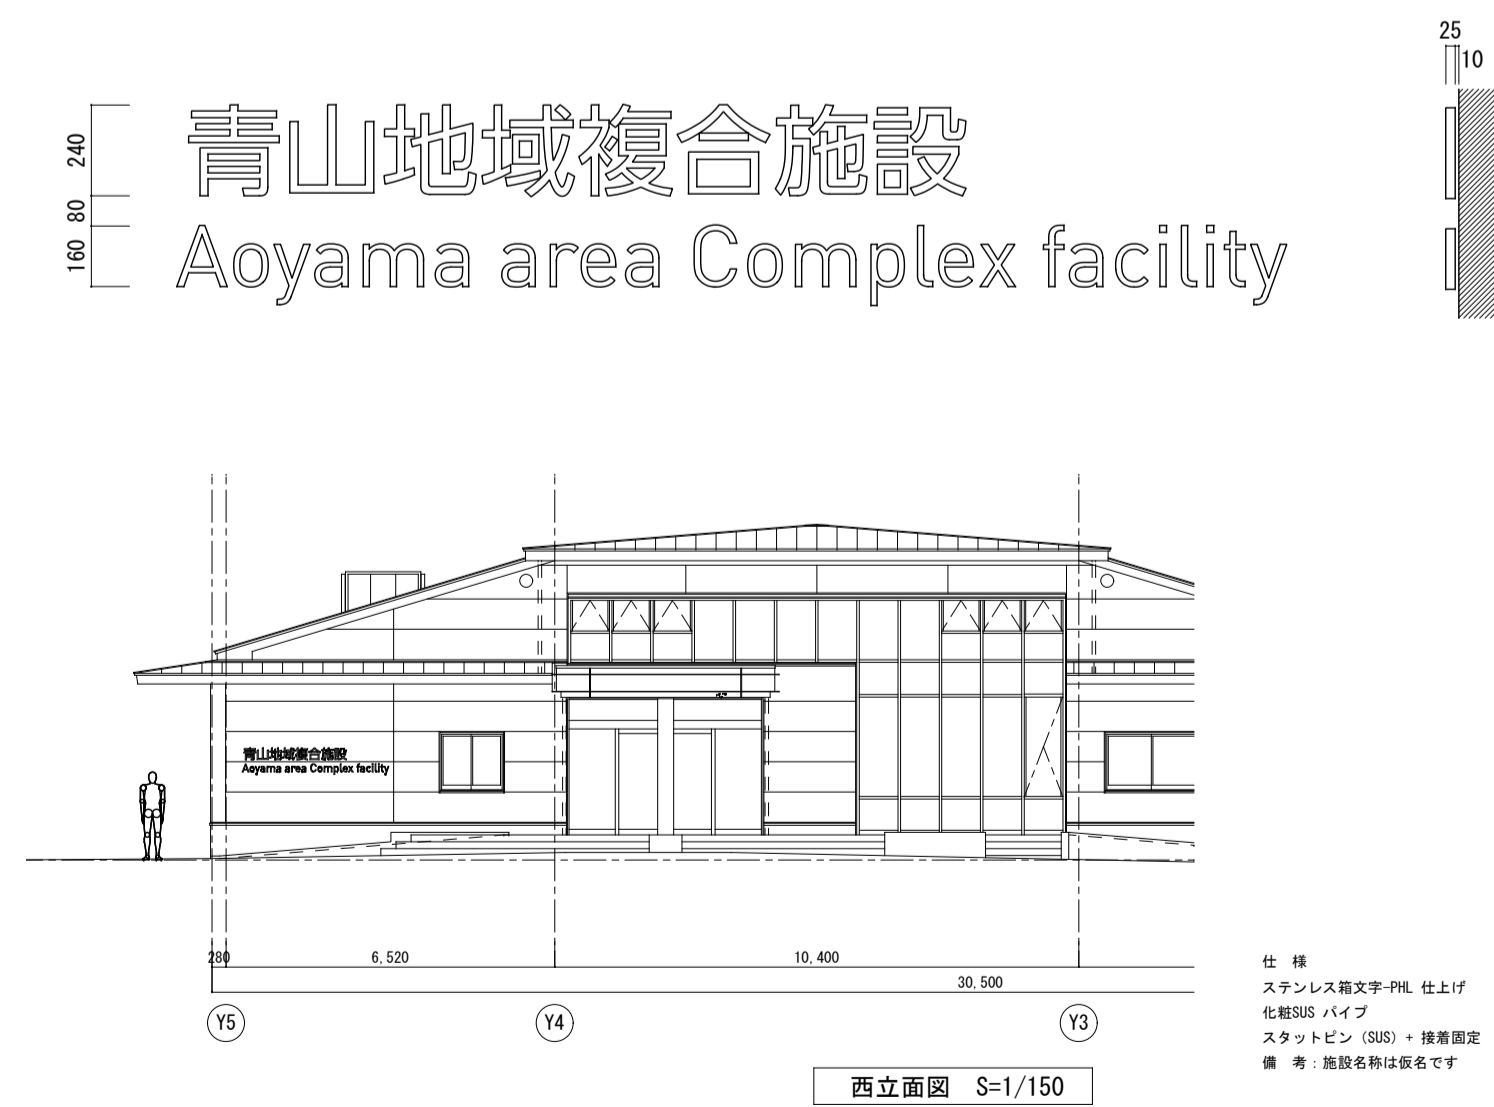 25
10
240
青山地域複合施設
80
160
Aoyama area Complex facility
青山地域複合施設
Aoyama area Complex facility
280
6,520
10,400
30,500
Y5
Y4
Y3
仕　様
ステンレス箱文字-PHL 仕上げ
化粧SUS パイプ
スタットピン（SUS）+ 接着固定
備　考：施設名称は仮名です
西立面図　S=1/150